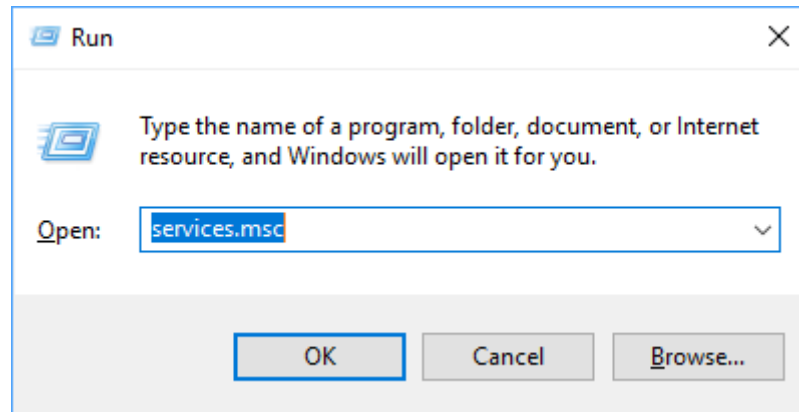 Run
Type the name of a program, folder, document, or Internet
resource, and Windows will open it for you.
Open: services.msc
OK Cancel Browse...